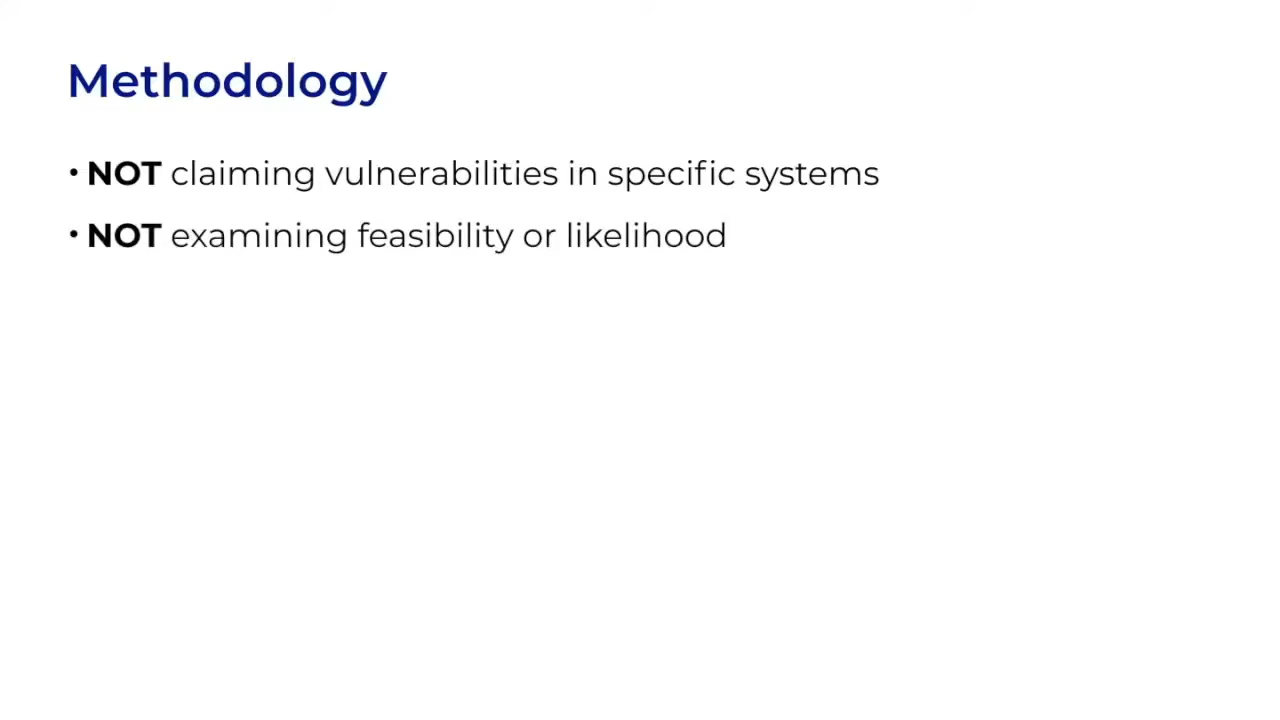 Methodology
• NOT claiming vulnerabilities in specific systems
• NOT examining feasibility or likelihood